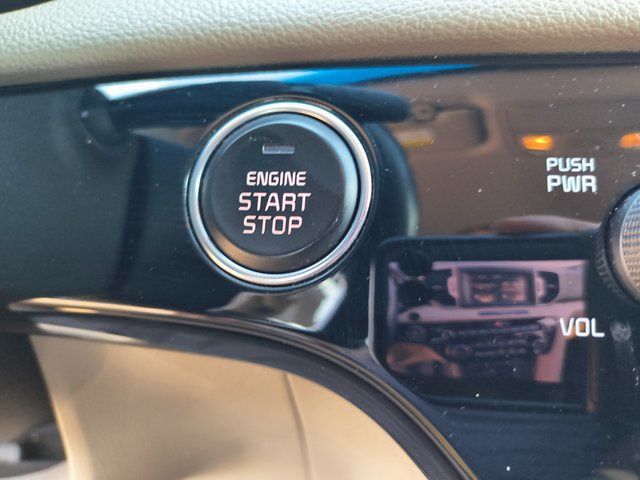 ENGINE
START
STOP
PUSH
PWR
VOL